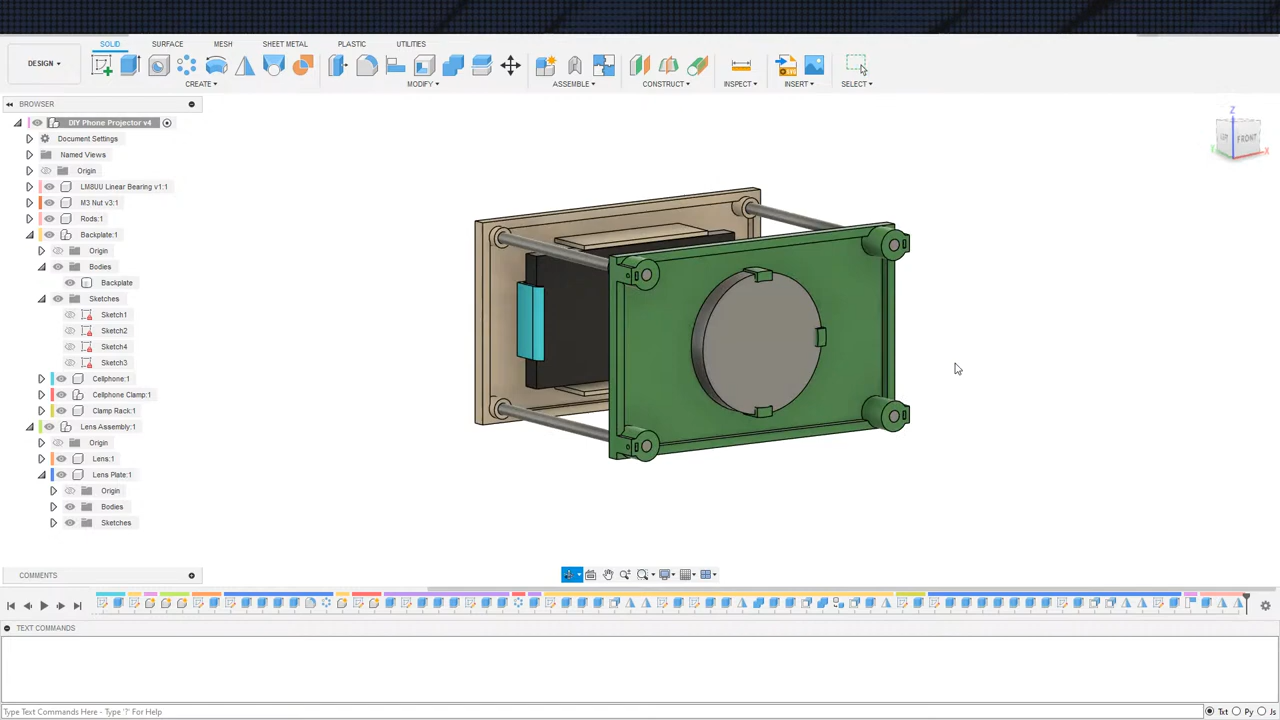 SOLID
SURFACE
MESH
SHEET METAL
PLASTIC
UTILITIES
DESIGN
CREATE
MODIFY
ASSEMBLE
CONSTRUCT
INSPECT
INSERT
SELECT
BROWSER
DIY Phone Projector v4
Document Settings
Named Views
Origin
LM8UU Linear Bearing v1:1
M3 Nut v3:1
Rods:1
Backplate:1
Origin
Bodies
Backplate
Sketches
Sketch1
Sketch2
Sketch4
Sketch3
Cellphone:1
Cellphone Clamp:1
Clamp Rack:1
Lens Assembly:1
Origin
Lens:1
Lens Plate:1
Origin
Bodies
Sketches
Z
FRONT
X
COMMENTS
TEXT COMMANDS
Type Text Commands Here - Type '?' For Help
Txt Py Js